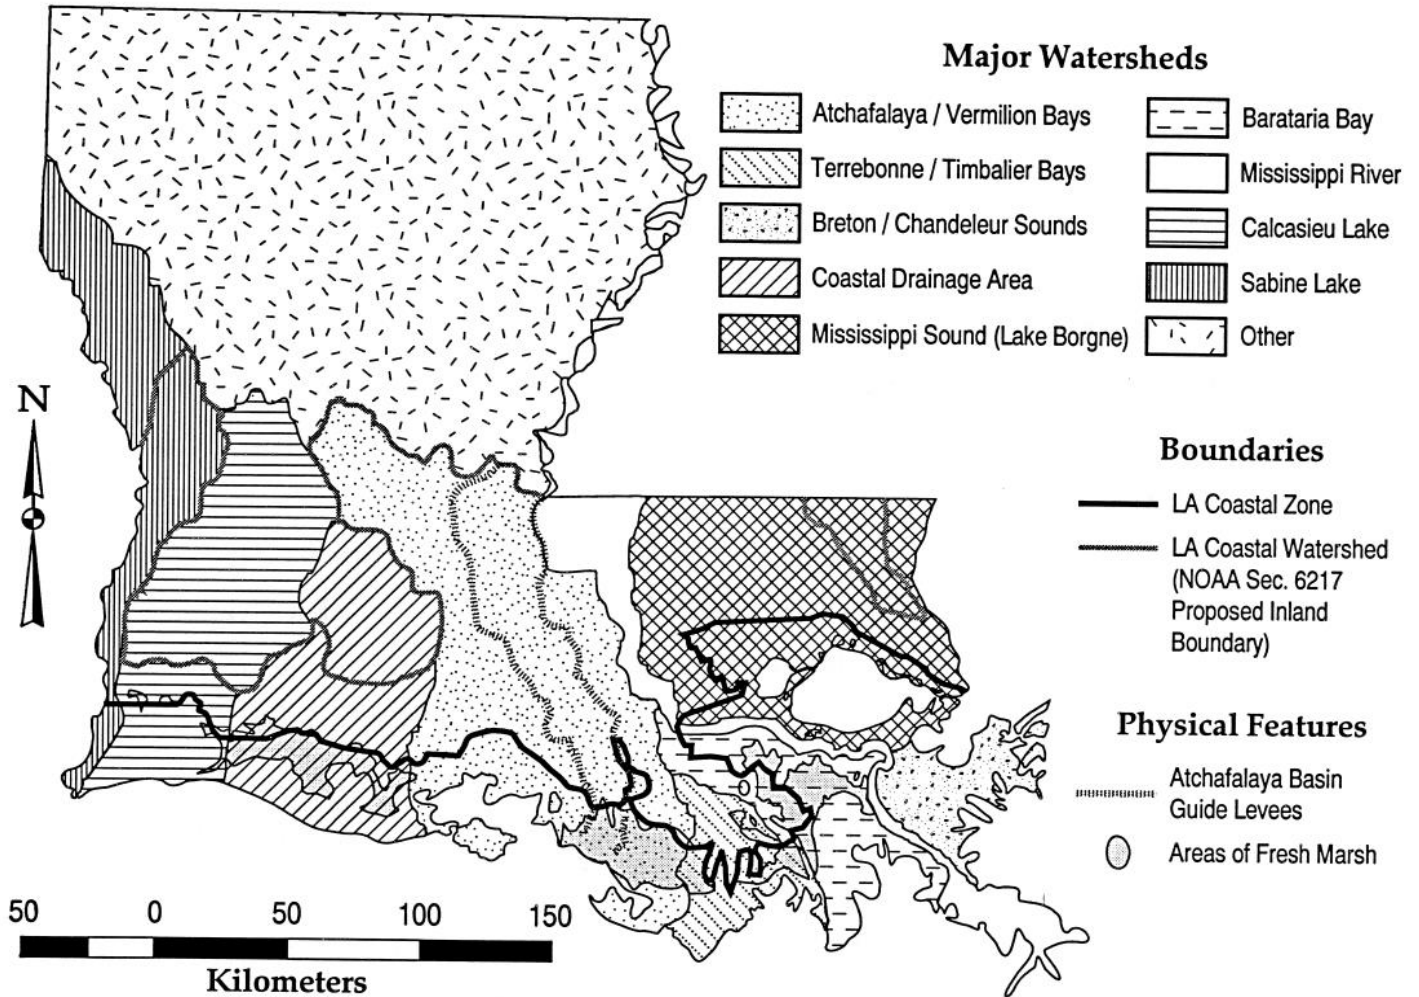 Major Watersheds
Atchafalaya / Vermilion Bays
Terrebonne / Timbalier Bays
Breton / Chandeleur Sounds
Coastal Drainage Area
Mississippi Sound (Lake Borgne)
Barataria Bay
Mississippi River
Calcasieu Lake
Sabine Lake
Other
N
Boundaries
LA Coastal Zone
LA Coastal Watershed
(NOAA Sec. 6217
Proposed Inland
Boundary)
Physical Features
Atchafalaya Basin
Guide Levees
Areas of Fresh Marsh
50 0 50 100 150
Kilometers